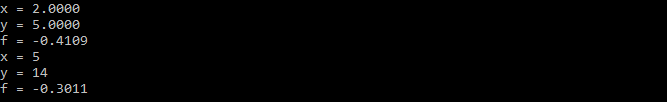 x = 2.0000
y = 5.0000
f = -0.4109
x = 5
y = 14
f = -0.3011